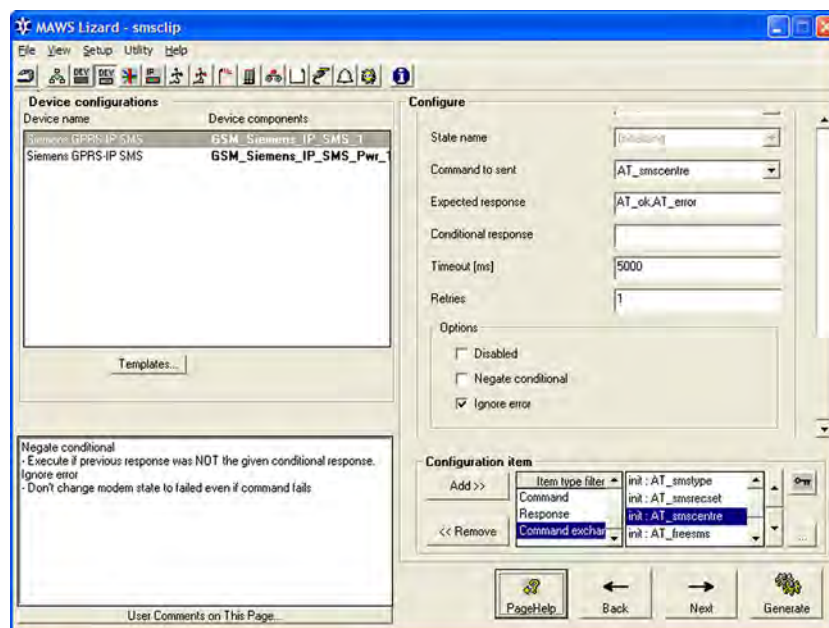 MAWS Lizard - smsclip
File View Setup Utility Help
Device configurations
Device name Device components
Siemens GPRS-IP SMS GSM_Siemens_IP_SMS_1
Siemens GPRS-IP SMS GSM_Siemens_IP_SMS_Pwr_1
Templates...
Negate conditional
- Execute if previous response was NOT the given conditional response.
Ignore error
- Don't change modem state to failed even if command fails
User Comments on This Page...
Configure
State name Initialising
Command to sent AT_smscentre
Expected response AT_ok,AT_error
Conditional response
Timeout [ms] 5000
Retries 1
Options
Disabled
Negate conditional
Ignore error
Configuration item
Add >>
<< Remove
Item type filter
Command
Response
Command exchan
init : AT_smstype
init : AT_smsrecset
init : AT_smscentre
init : AT_freesms
...
PageHelp Back Next Generate